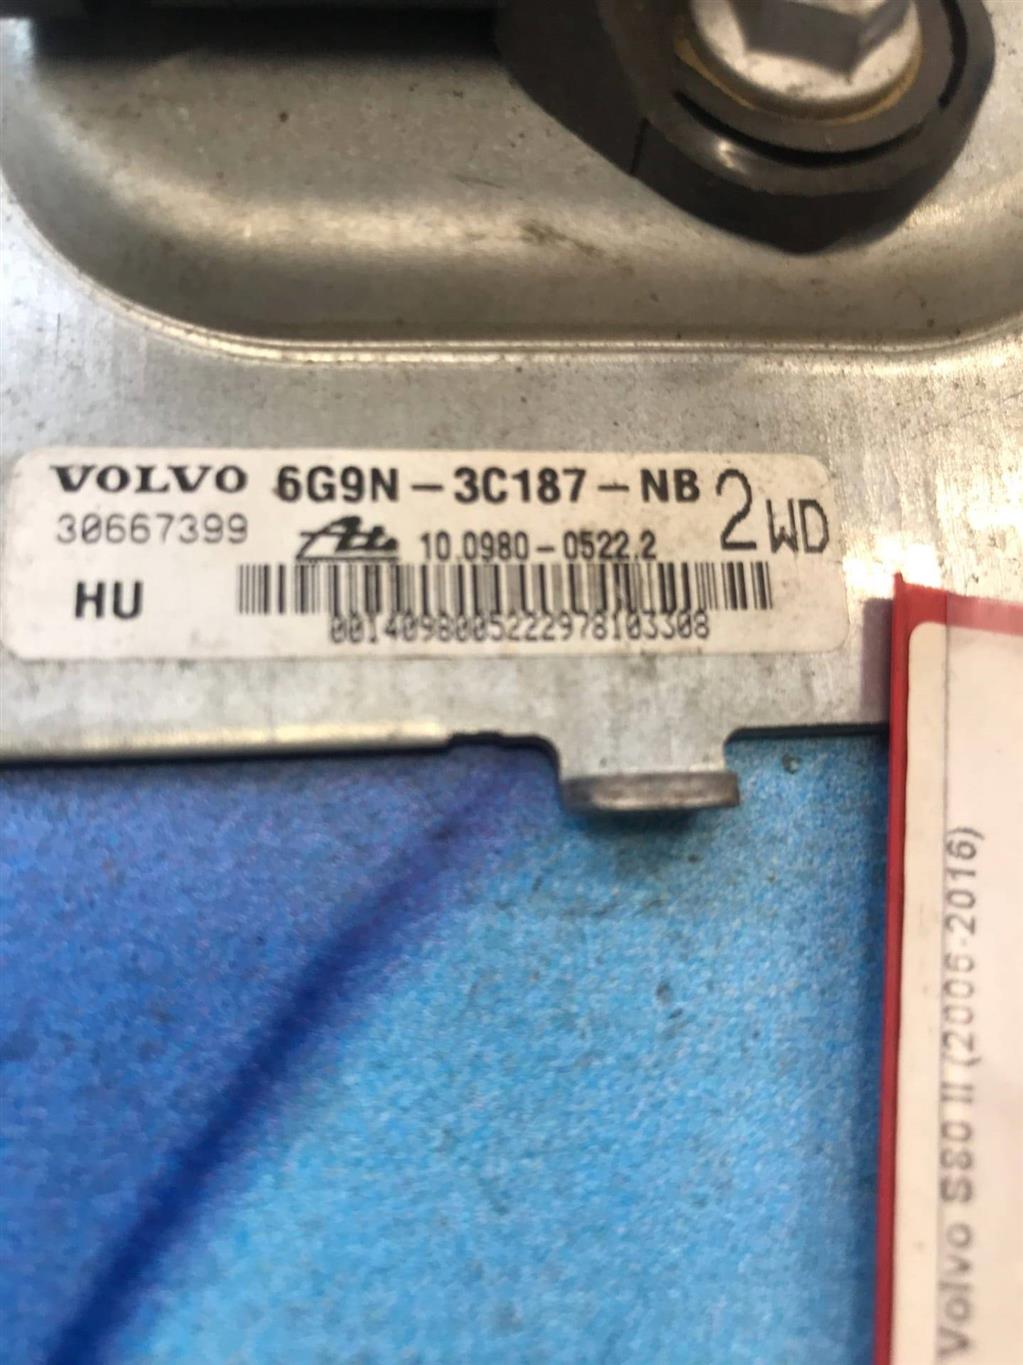 VOLVO 6G9N-3C187-NB 2WD
30667399 Ate 10.0980-0522.2
HU
00140980052222978103308
Volvo S80 II (2006-2016)